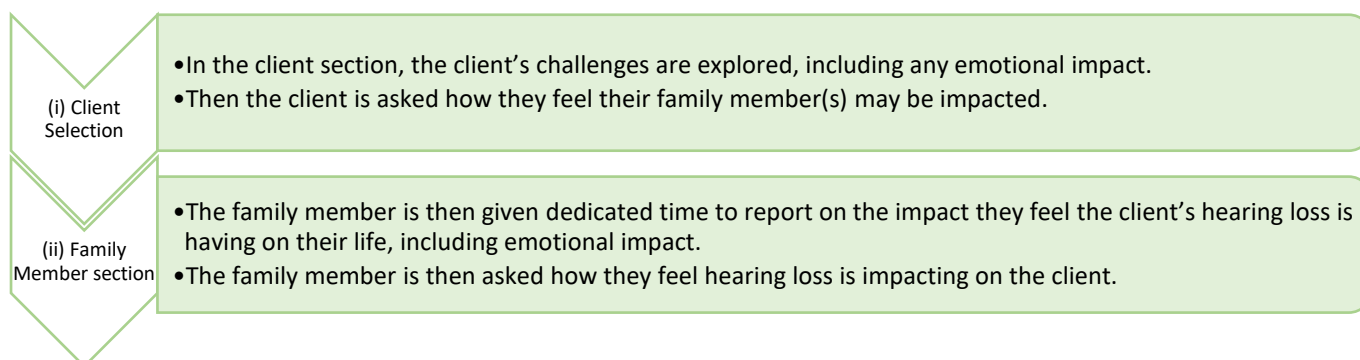 (i) Client
Selection
•In the client section, the client’s challenges are explored, including any emotional impact.
•Then the client is asked how they feel their family member(s) may be impacted.
(ii) Family
Member section
•The family member is then given dedicated time to report on the impact they feel the client’s hearing loss is
having on their life, including emotional impact.
•The family member is then asked how they feel hearing loss is impacting on the client.